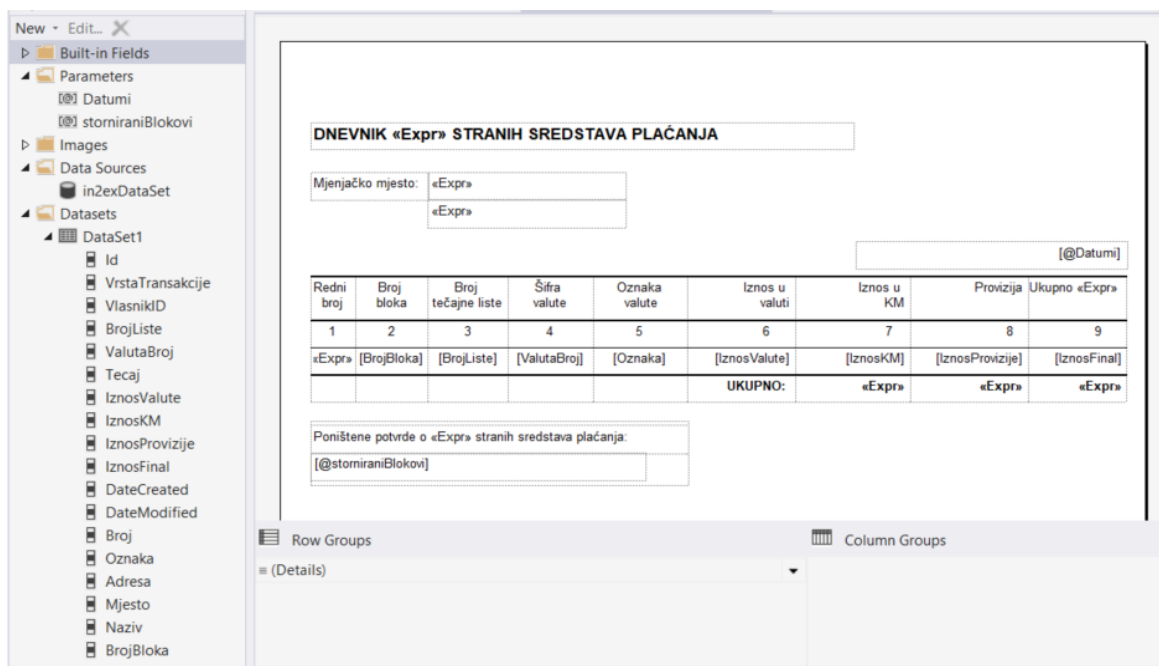 New Edit...
Built-in Fields
Parameters
[@] Datumi
[@] storniraniBlokovi
Images
Data Sources
in2exDataSet
Datasets
DataSet1
Id
VrstaTransakcije
VlasnikID
BrojListe
ValutaBroj
Tecaj
IznosValute
IznosKM
IznosProvizije
IznosFinal
DateCreated
DateModified
Broj
Oznaka
Adresa
Mjesto
Naziv
BrojBloka
DNEVNIK «Expr» STRANIH SREDSTAVA PLAĆANJA
Mjenjačko mjesto: «Expr»
«Expr»
[@Datumi]
Redni Broj Broj Šifra Oznaka Iznos u Iznos u Provizija Ukupno «Expr»
broj bloka tečajne liste valute valute valuti KM
1 2 3 4 5 6 7 8 9
«Expr» [BrojBloka] [BrojListe] [ValutaBroj] [Oznaka] [IznosValute] [IznosKM] [IznosProvizije] [IznosFinal]
UKUPNO: «Expr» «Expr» «Expr»
Poništene potvrde o «Expr» stranih sredstava plaćanja:
[@storniraniBlokovi]
Row Groups
Column Groups
(Details)